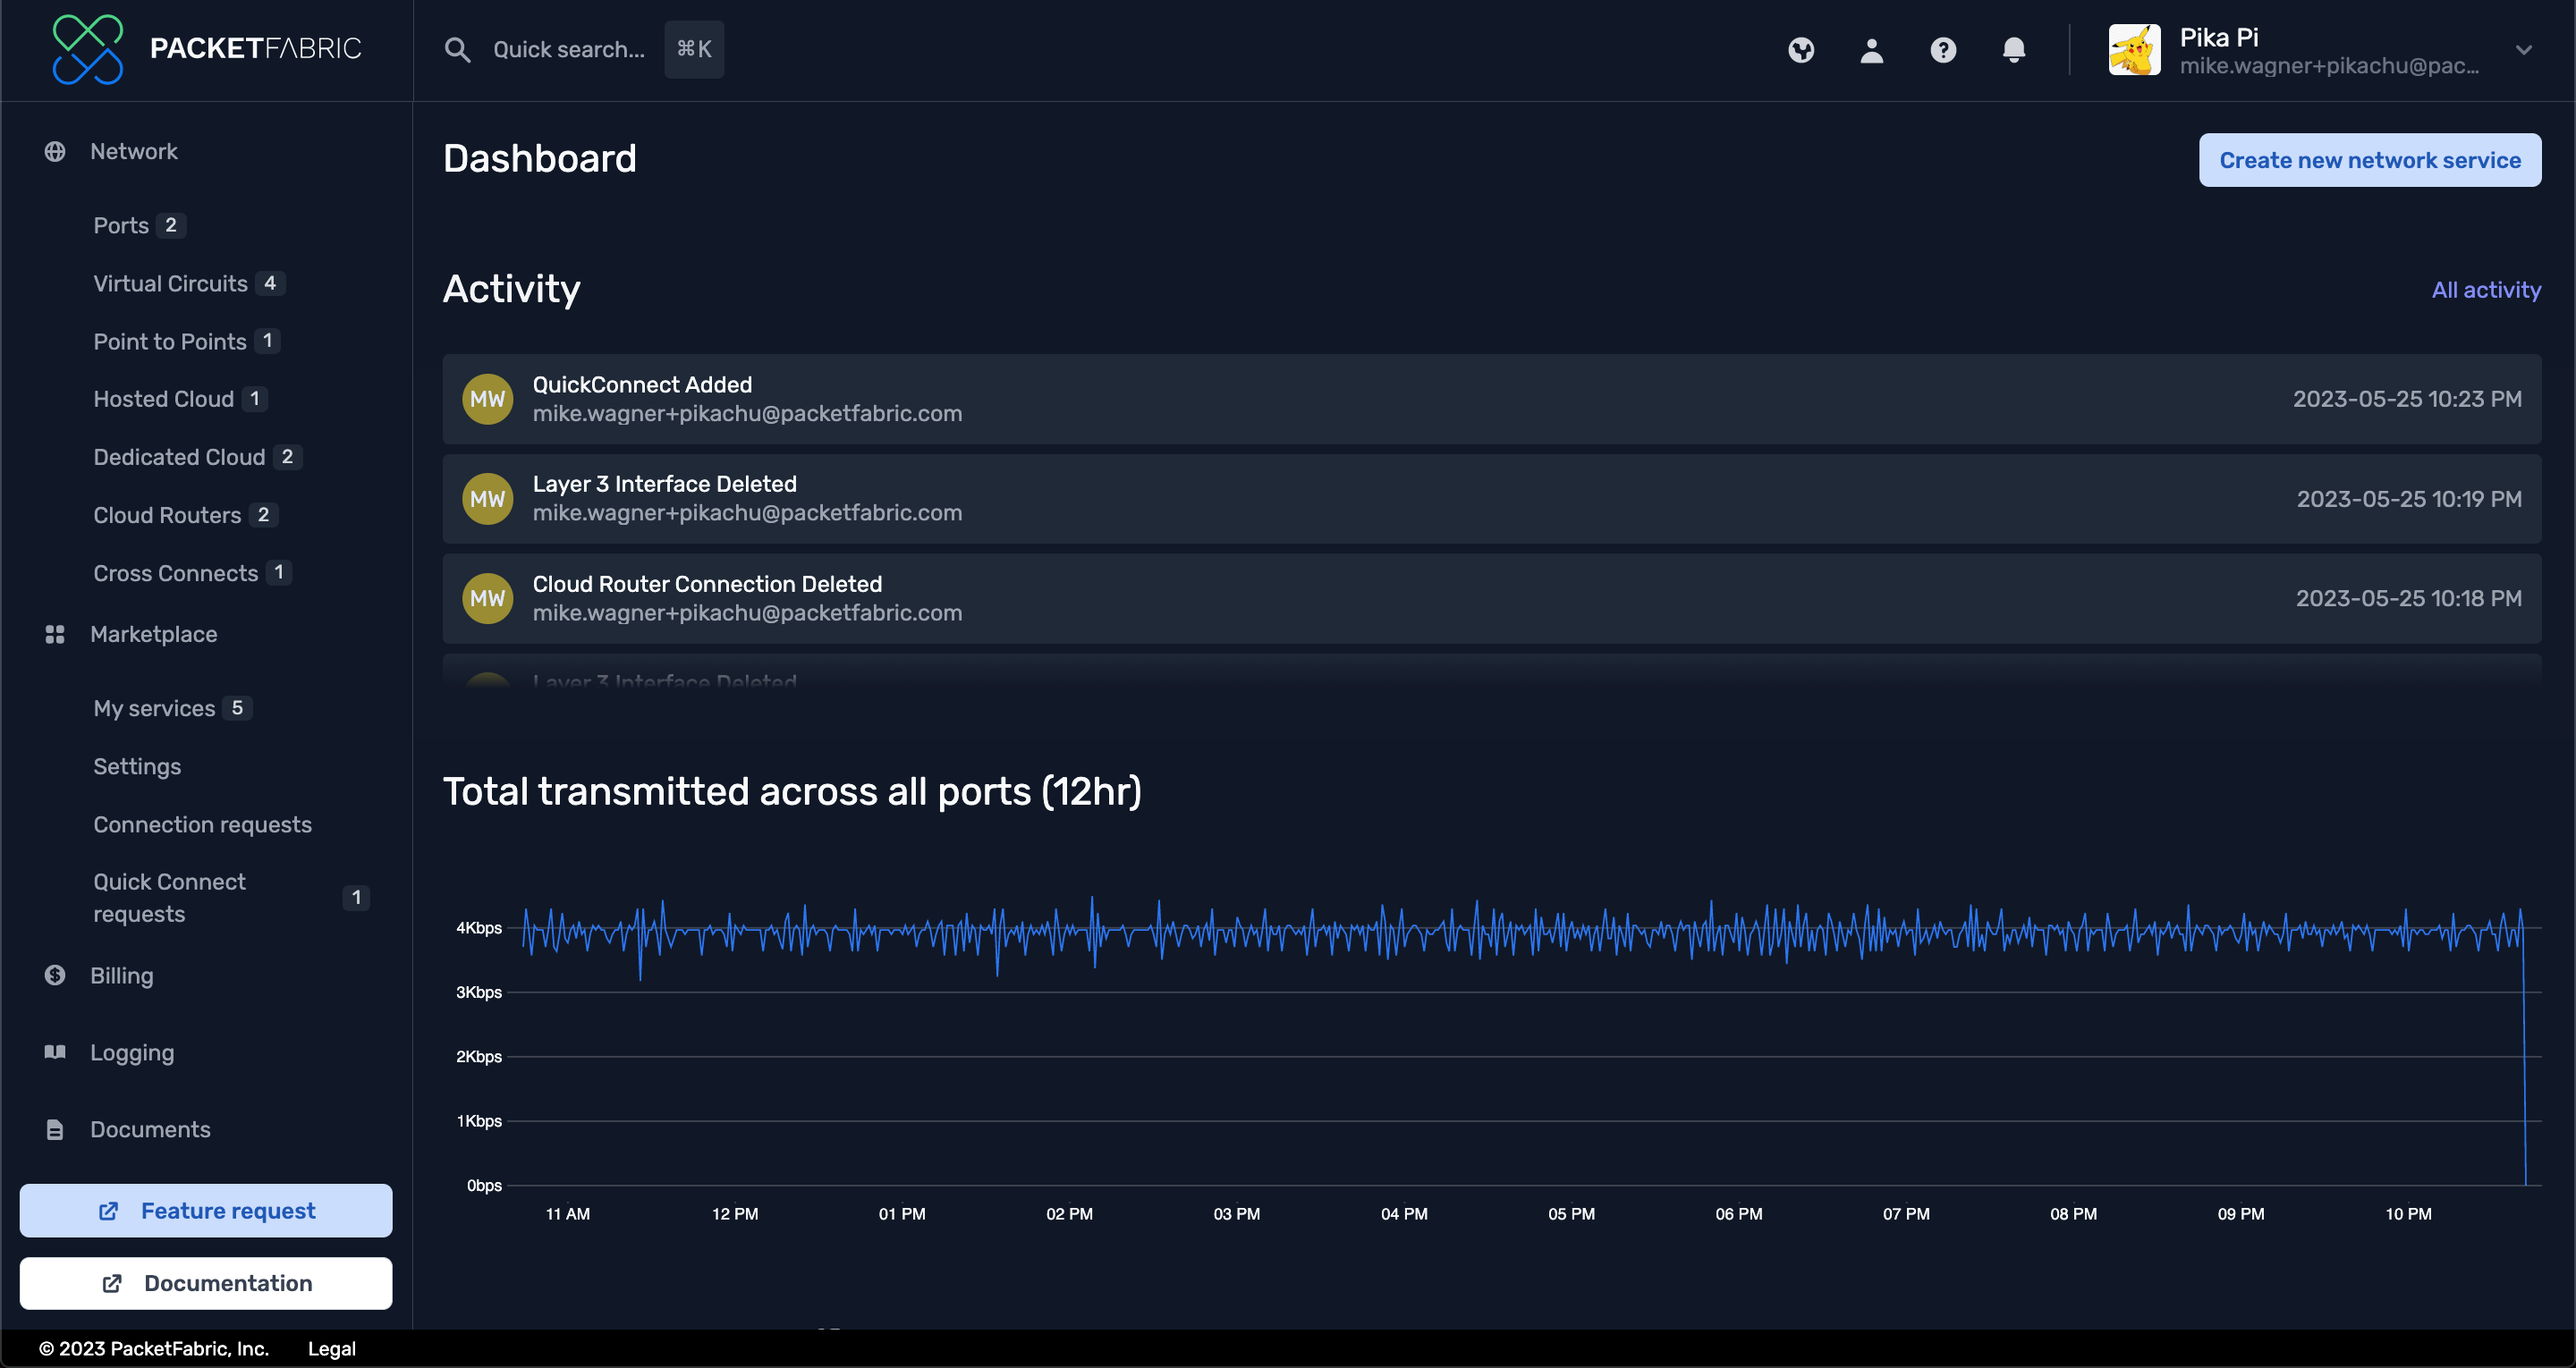 PACKETFABRIC
Quick search...
⌘K
Pika Pi
mike.wagner+pikachu@pac...
Network
Ports 2
Virtual Circuits 4
Point to Points 1
Hosted Cloud 1
Dedicated Cloud 2
Cloud Routers 2
Cross Connects 1
Marketplace
My services 5
Settings
Connection requests
Quick Connect
requests
1
Billing
Logging
Documents
Feature request
Documentation
Dashboard
Create new network service
Activity
All activity
MW
QuickConnect Added
mike.wagner+pikachu@packetfabric.com
2023-05-25 10:23 PM
MW
Layer 3 Interface Deleted
mike.wagner+pikachu@packetfabric.com
2023-05-25 10:19 PM
MW
Cloud Router Connection Deleted
mike.wagner+pikachu@packetfabric.com
2023-05-25 10:18 PM
Layer 3 Interface Deleted
Total transmitted across all ports (12hr)
4Kbps
3Kbps
2Kbps
1Kbps
0bps
11 AM 12 PM 01 PM 02 PM 03 PM 04 PM 05 PM 06 PM 07 PM 08 PM 09 PM 10 PM
© 2023 PacketFabric, Inc. Legal